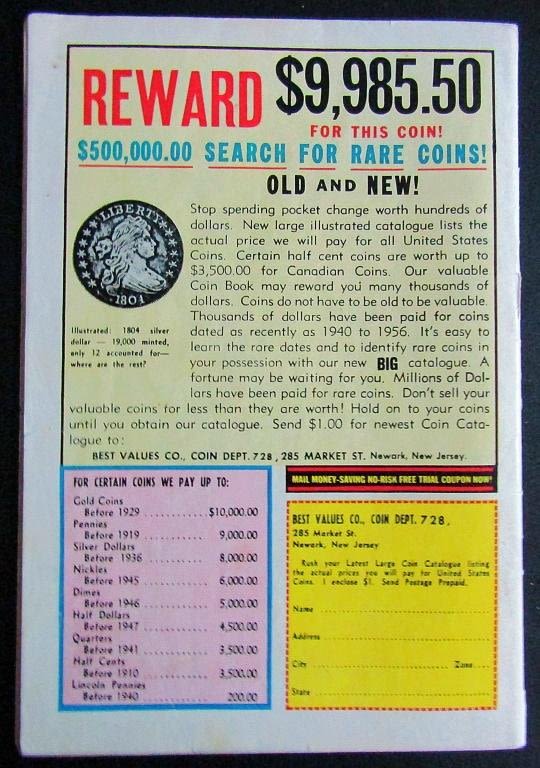 REWARD $9,985.50
FOR THIS COIN!
$500,000.00 SEARCH FOR RARE COINS!
OLD AND NEW!
LIBERTY
1804
Illustrated: 1804 silver
dollar — 19,000 minted,
only 12 accounted for—
where are the rest?
Stop spending pocket change worth hundreds of
dollars. New large illustrated catalogue lists the
actual price we will pay for all United States
Coins. Certain half cent coins are worth up to
$3,500.00 for Canadian Coins. Our valuable
Coin Book may reward you many thousands of
dollars. Coins do not have to be old to be valuable.
Thousands of dollars have been paid for coins
dated as recently as 1940 to 1956. It's easy to
learn the rare dates and to identify rare coins in
your possession with our new BIG catalogue. A
fortune may be waiting for you. Millions of Dol-
lars have been paid for rare coins. Don't sell your
valuable coins for less than they are worth! Hold on to your coins
until you obtain our catalogue. Send $1.00 for newest Coin Cata-
logue to:
BEST VALUES CO., COIN DEPT. 728, 285 MARKET ST. Newark, New Jersey.
FOR CERTAIN COINS WE PAY UP TO:
Gold Coins
Before 1929 ........... $10,000.00
Pennies
Before 1919 ........... 9,000.00
Silver Dollars
Before 1936 ........... 8,000.00
Nickles
Before 1945 ........... 6,000.00
Dimes
Before 1946 ........... 5,000.00
Half Dollars
Before 1947 ........... 4,500.00
Quarters
Before 1941 ........... 3,500.00
Half Cents
Before 1910 ........... 3,500.00
Lincoln Pennies
Before 1940 ........... 200.00
MAIL MONEY-SAVING NO-RISK FREE TRIAL COUPON NOW!
BEST VALUES CO., COIN DEPT. 728,
285 Market St.
Newark, New Jersey
Rush your Latest Large Coin Catalogue listing
the actual prices you will pay for United States
Coins. I enclose $1. Send Postage Prepaid.
Name
Address
City Zone
State